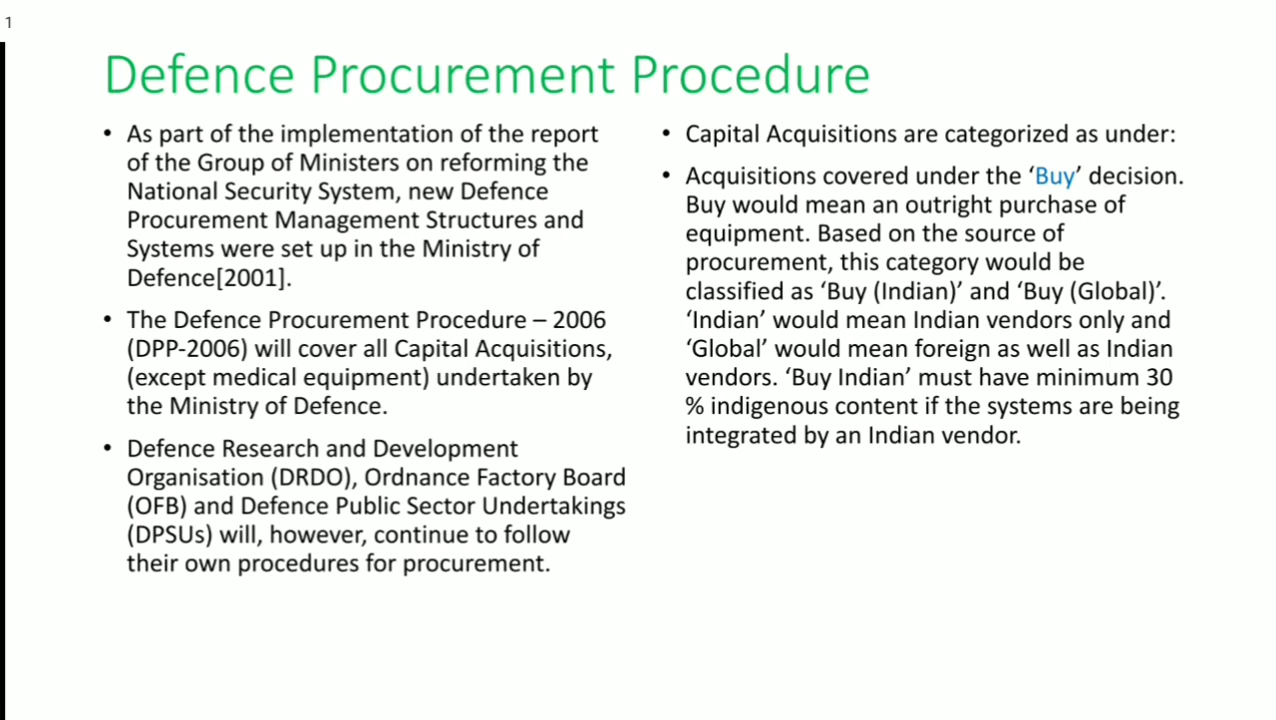 1
Defence Procurement Procedure
• As part of the implementation of the report
of the Group of Ministers on reforming the
National Security System, new Defence
Procurement Management Structures and
Systems were set up in the Ministry of
Defence[2001].
• The Defence Procurement Procedure – 2006
(DPP-2006) will cover all Capital Acquisitions,
(except medical equipment) undertaken by
the Ministry of Defence.
• Defence Research and Development
Organisation (DRDO), Ordnance Factory Board
(OFB) and Defence Public Sector Undertakings
(DPSUs) will, however, continue to follow
their own procedures for procurement.
• Capital Acquisitions are categorized as under:
• Acquisitions covered under the ‘Buy’ decision.
Buy would mean an outright purchase of
equipment. Based on the source of
procurement, this category would be
classified as ‘Buy (Indian)’ and ‘Buy (Global)’.
‘Indian’ would mean Indian vendors only and
‘Global’ would mean foreign as well as Indian
vendors. ‘Buy Indian’ must have minimum 30
% indigenous content if the systems are being
integrated by an Indian vendor.